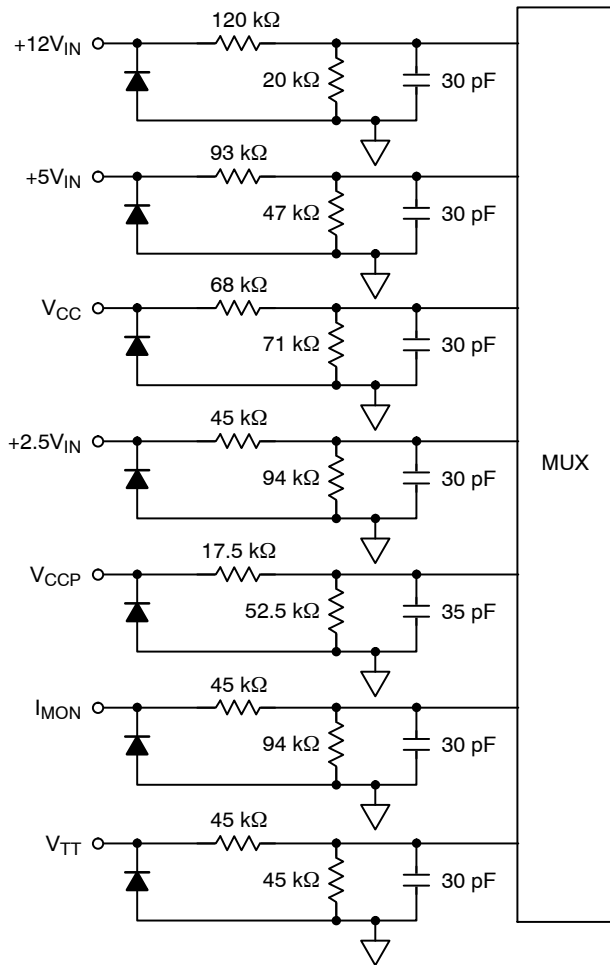 120 kΩ
+12V_IN
20 kΩ
30 pF
93 kΩ
+5V_IN
47 kΩ
30 pF
68 kΩ
V_CC
71 kΩ
30 pF
45 kΩ
+2.5V_IN
94 kΩ
30 pF
MUX
17.5 kΩ
V_CCP
52.5 kΩ
35 pF
45 kΩ
I_MON
94 kΩ
30 pF
45 kΩ
V_TT
45 kΩ
30 pF